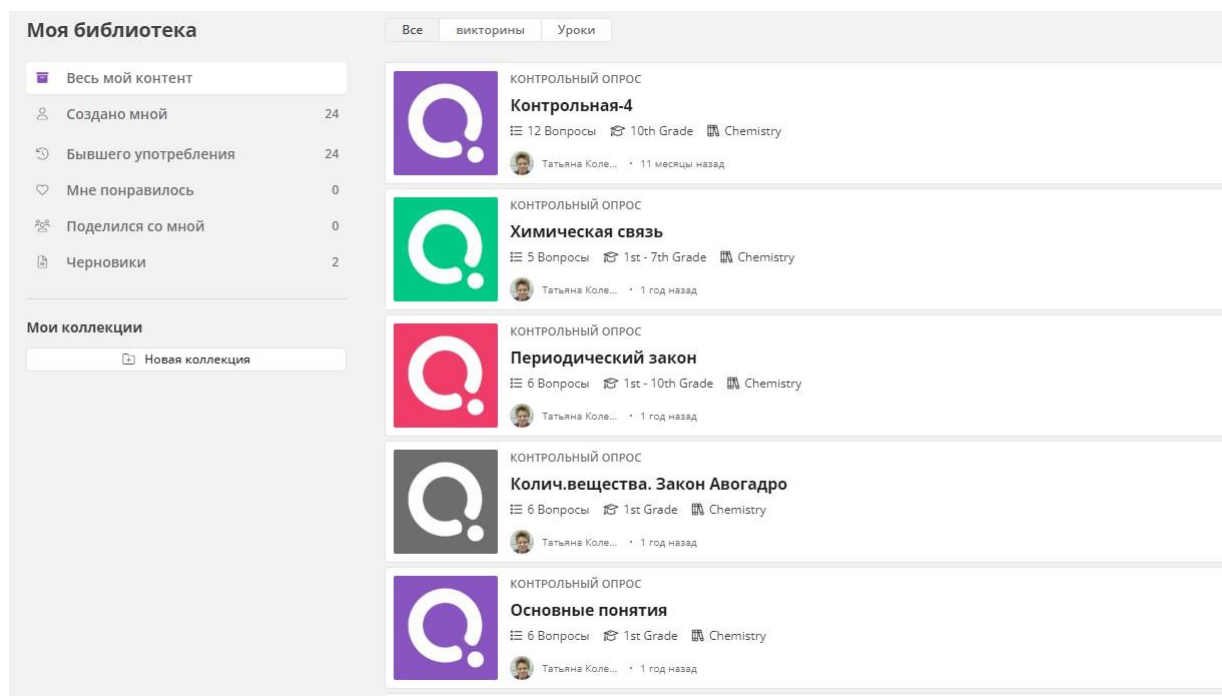 Моя библиотека
Весь мой контент
Создано мной 24
Бывшего употребления 24
Мне понравилось 0
Поделился со мной 0
Черновики 2
Мои коллекции
Новая коллекция
Все викторины Уроки
КОНТРОЛЬНЫЙ ОПРОС
Контрольная-4
12 Вопросы 10th Grade Chemistry
Татьяна Коле... • 11 месяцы назад
КОНТРОЛЬНЫЙ ОПРОС
Химическая связь
5 Вопросы 1st - 7th Grade Chemistry
Татьяна Коле... • 1 год назад
КОНТРОЛЬНЫЙ ОПРОС
Периодический закон
6 Вопросы 1st - 10th Grade Chemistry
Татьяна Коле... • 1 год назад
КОНТРОЛЬНЫЙ ОПРОС
Колич.вещества. Закон Авогадро
6 Вопросы 1st Grade Chemistry
Татьяна Коле... • 1 год назад
КОНТРОЛЬНЫЙ ОПРОС
Основные понятия
6 Вопросы 1st Grade Chemistry
Татьяна Коле... • 1 год назад